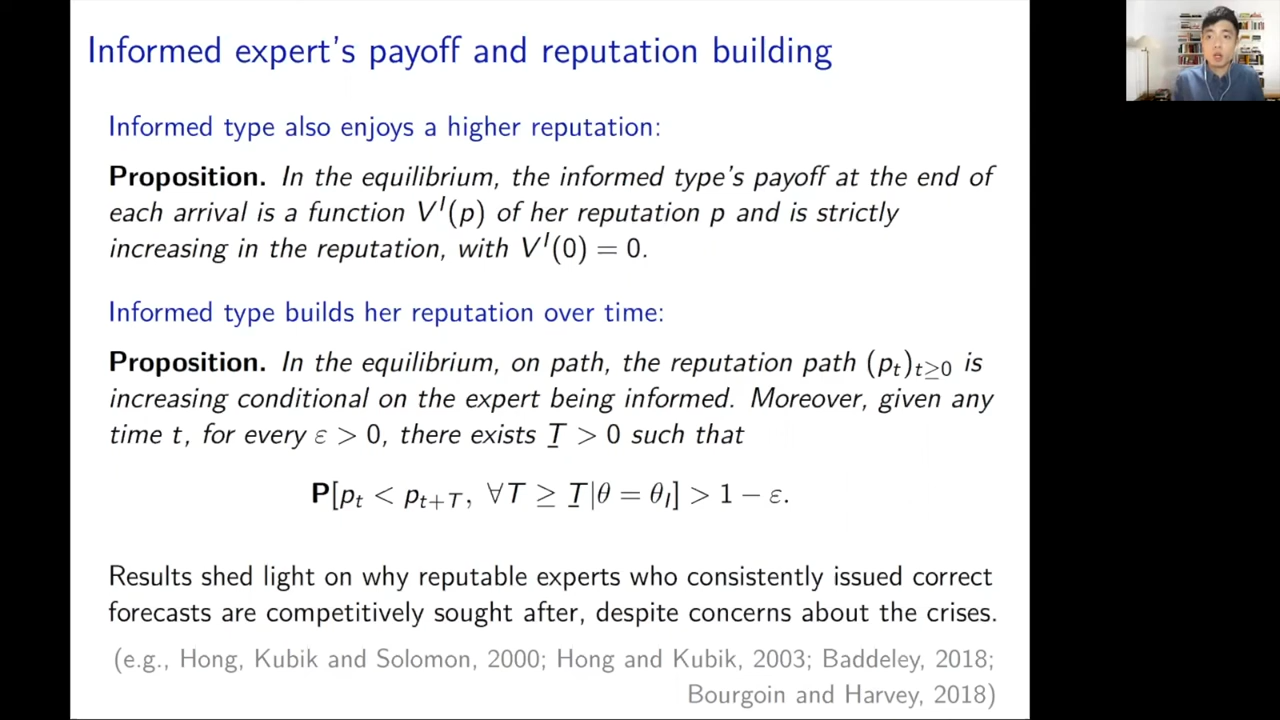 Informed expert's payoff and reputation building
Informed type also enjoys a higher reputation:
Proposition. In the equilibrium, the informed type's payoff at the end of
each arrival is a function V^I(p) of her reputation p and is strictly
increasing in the reputation, with V^I(0) = 0.
Informed type builds her reputation over time:
Proposition. In the equilibrium, on path, the reputation path (p_t)_{t≥0} is
increasing conditional on the expert being informed. Moreover, given any
time t, for every ε > 0, there exists T̲ > 0 such that
P[p_t < p_{t+T}, ∀T ≥ T̲|θ = θ_I] > 1 − ε.
Results shed light on why reputable experts who consistently issued correct
forecasts are competitively sought after, despite concerns about the crises.
(e.g., Hong, Kubik and Solomon, 2000; Hong and Kubik, 2003; Baddeley, 2018;
Bourgoin and Harvey, 2018)